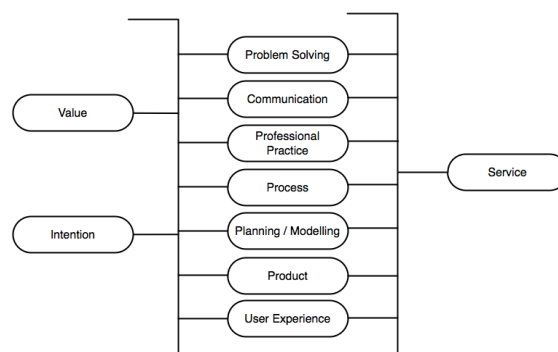 Value
Intention
Problem Solving
Communication
Professional
Practice
Process
Planning / Modelling
Product
User Experience
Service